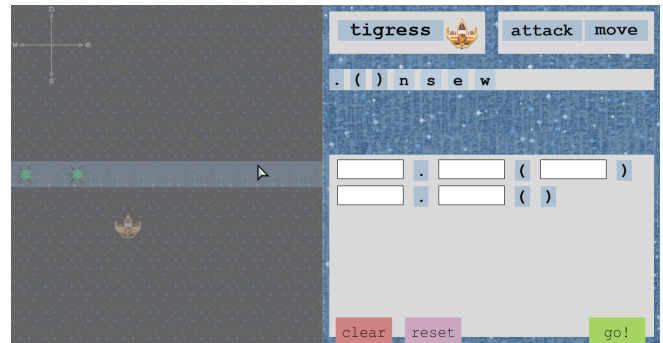 n
w e
s
tigress attack move
. ( ) n s e w
. ( )
. ( )
clear reset go!